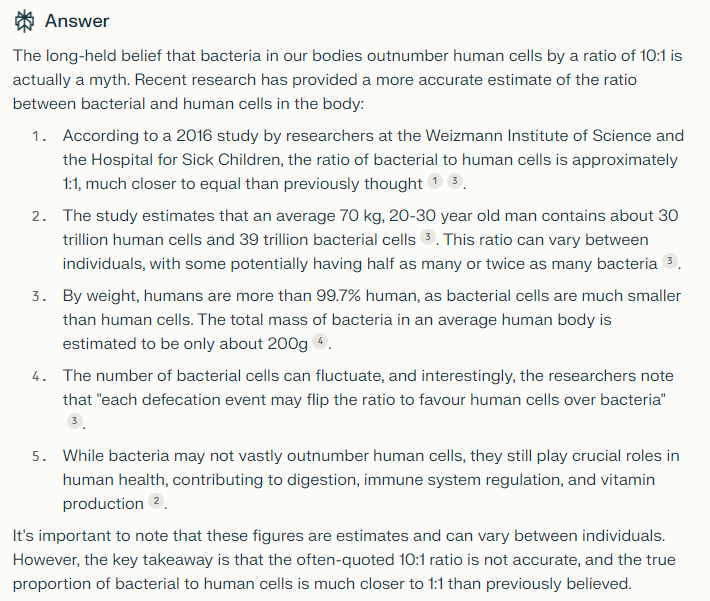 Answer
The long-held belief that bacteria in our bodies outnumber human cells by a ratio of 10:1 is
actually a myth. Recent research has provided a more accurate estimate of the ratio
between bacterial and human cells in the body:
1. According to a 2016 study by researchers at the Weizmann Institute of Science and
the Hospital for Sick Children, the ratio of bacterial to human cells is approximately
1:1, much closer to equal than previously thought 1 3.
2. The study estimates that an average 70 kg, 20-30 year old man contains about 30
trillion human cells and 39 trillion bacterial cells 3. This ratio can vary between
individuals, with some potentially having half as many or twice as many bacteria 3.
3. By weight, humans are more than 99.7% human, as bacterial cells are much smaller
than human cells. The total mass of bacteria in an average human body is
estimated to be only about 200g 4.
4. The number of bacterial cells can fluctuate, and interestingly, the researchers note
that "each defecation event may flip the ratio to favour human cells over bacteria"
3.
5. While bacteria may not vastly outnumber human cells, they still play crucial roles in
human health, contributing to digestion, immune system regulation, and vitamin
production 2.
It's important to note that these figures are estimates and can vary between individuals.
However, the key takeaway is that the often-quoted 10:1 ratio is not accurate, and the true
proportion of bacterial to human cells is much closer to 1:1 than previously believed.